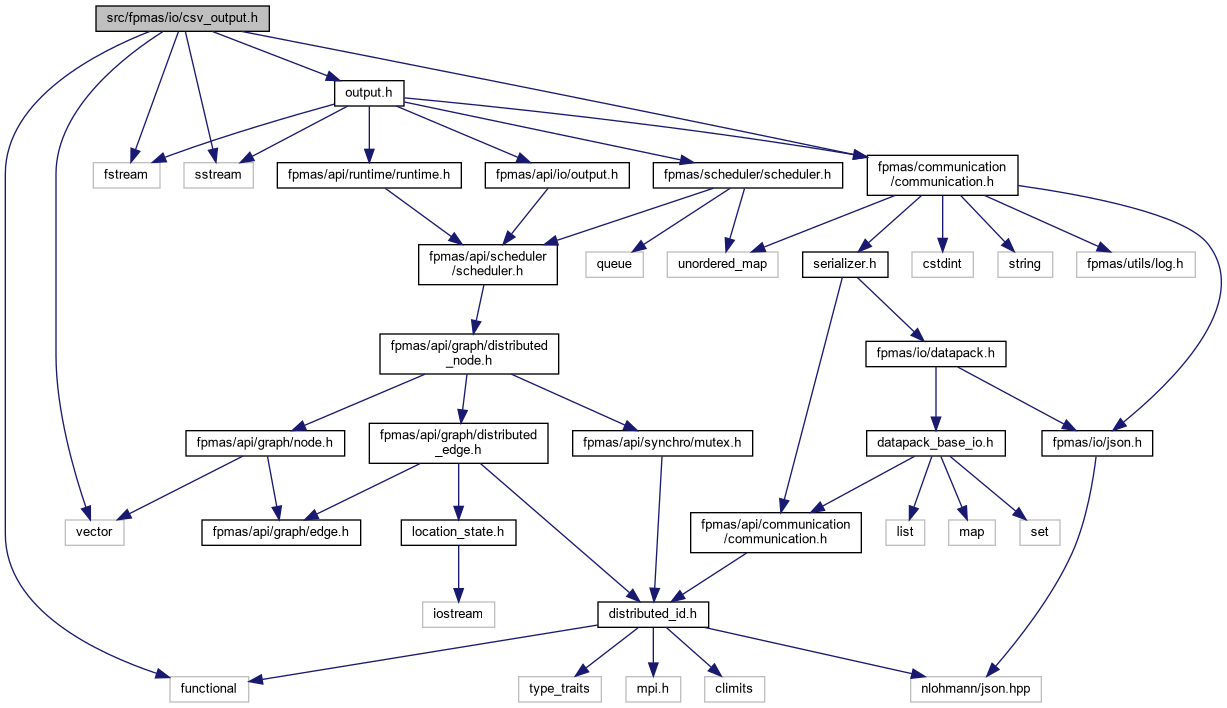 src/fpmas/io/csv_output.h
output.h
fstream
sstream
fpmas/api/runtime/runtime.h
fpmas/api/io/output.h
fpmas/scheduler/scheduler.h
fpmas/communication
/communication.h
fpmas/api/scheduler
/scheduler.h
queue
unordered_map
serializer.h
cstdint
string
fpmas/utils/log.h
fpmas/api/graph/distributed
_node.h
fpmas/io/datapack.h
fpmas/api/graph/node.h
fpmas/api/graph/distributed
_edge.h
fpmas/api/synchro/mutex.h
datapack_base_io.h
fpmas/io/json.h
vector
fpmas/api/graph/edge.h
location_state.h
fpmas/api/communication
/communication.h
list
map
set
iostream
distributed_id.h
functional
type_traits
mpi.h
climits
nlohmann/json.hpp